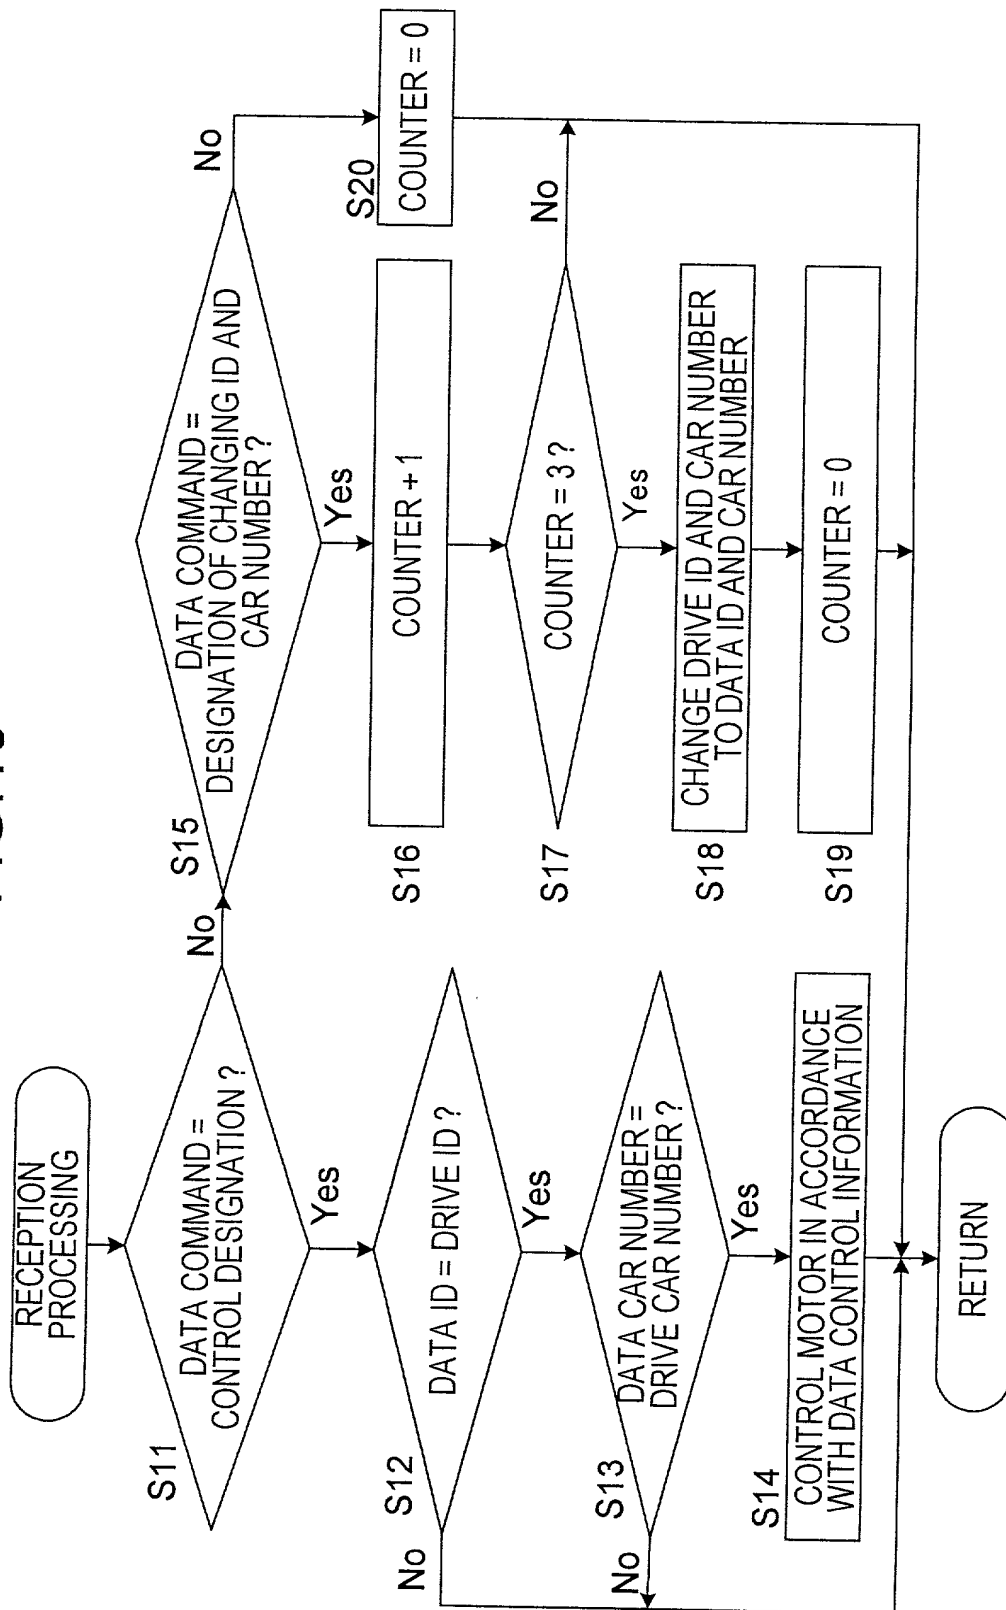 RECEPTION
PROCESSING
S11
DATA COMMAND =
CONTROL DESIGNATION ?
No
Yes
S12
DATA ID = DRIVE ID ?
No
Yes
S13
DATA CAR NUMBER =
DRIVE CAR NUMBER ?
No
Yes
S14
CONTROL MOTOR IN ACCORDANCE
WITH DATA CONTROL INFORMATION
RETURN
S15
DATA COMMAND =
DESIGNATION OF CHANGING ID AND
CAR NUMBER ?
No
Yes
S20
COUNTER = 0
S16
COUNTER + 1
S17
COUNTER = 3 ?
No
Yes
S18
CHANGE DRIVE ID AND CAR NUMBER
TO DATA ID AND CAR NUMBER
S19
COUNTER = 0